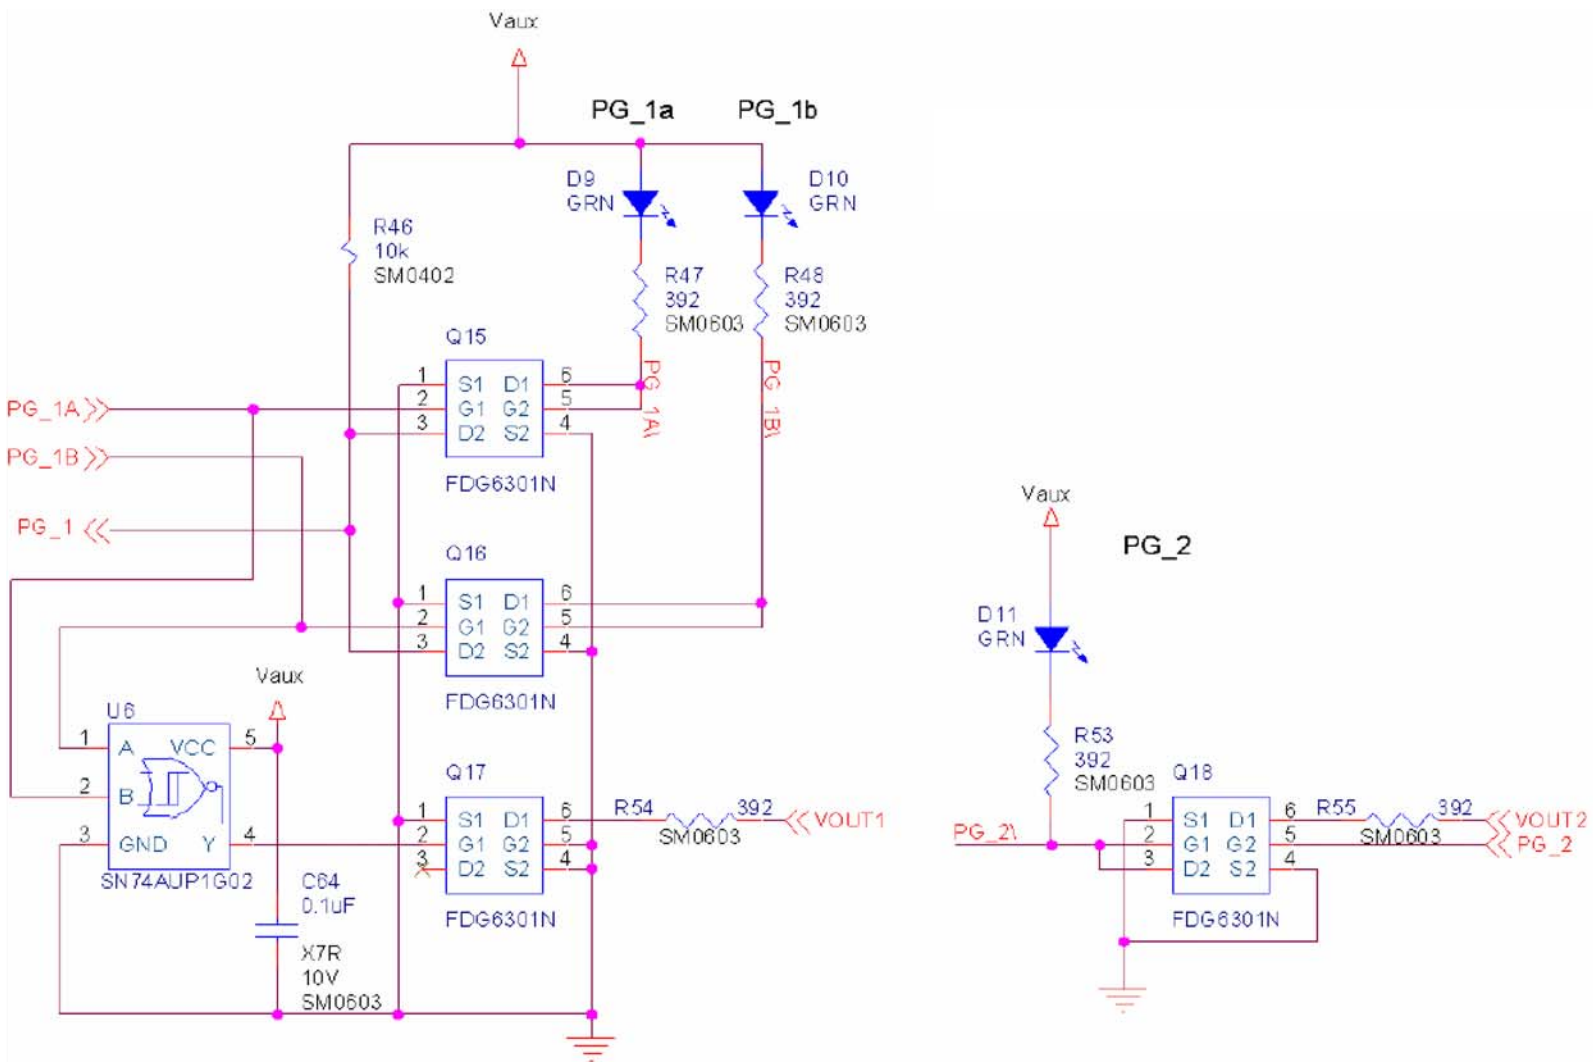 Vaux
PG_1a
PG_1b
D9
GRN
D10
GRN
R46
10k
SM0402
R47
392
SM0603
R48
392
SM0603
Q15
1 S1 D1 6
2 G1 G2 5
3 D2 S2 4
FDG6301N
PG_1A\
PG_1B\
PG_1A
PG_1B
PG_1
Q16
1 S1 D1 6
2 G1 G2 5
3 D2 S2 4
FDG6301N
Vaux
U6
1 A VCC 5
2 B
3 GND Y 4
SN74AUP1G02
C64
0.1uF
X7R
10V
SM0603
Q17
1 S1 D1 6
2 G1 G2 5
3 D2 S2 4
FDG6301N
R54 392
SM0603
VOUT1
Vaux
PG_2
D11
GRN
R53
392
SM0603
PG_2\
Q18
1 S1 D1 6
2 G1 G2 5
3 D2 S2 4
FDG6301N
R55 392
SM0603
VOUT2
PG_2